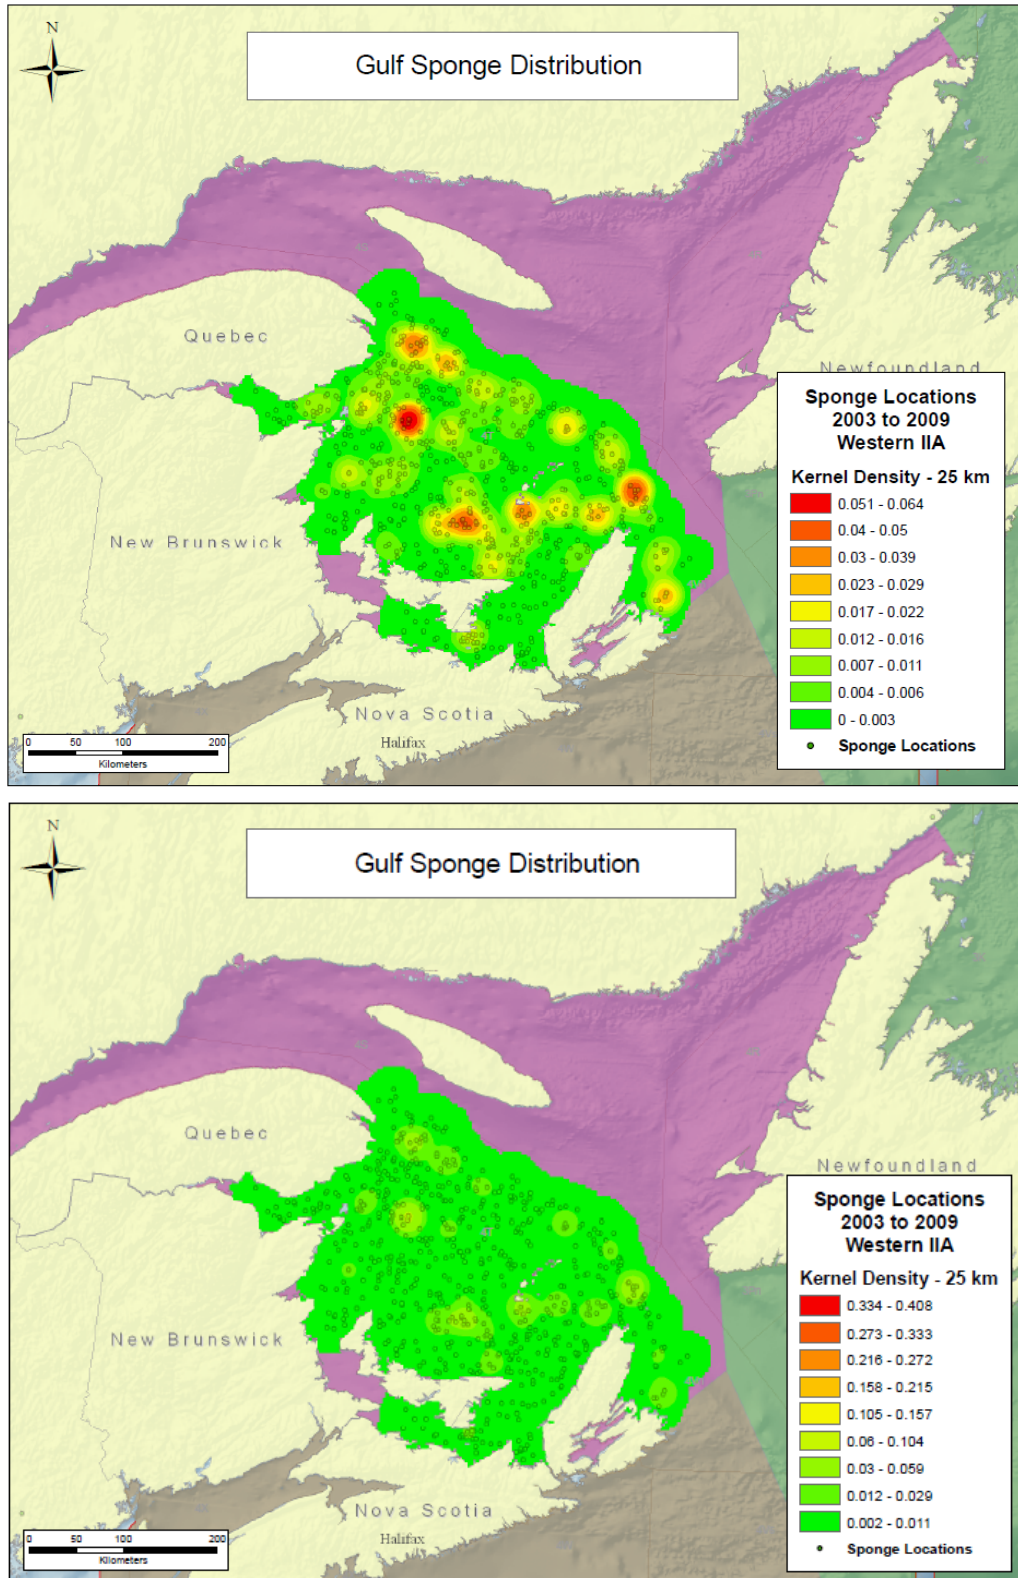 N
Gulf Sponge Distribution
Quebec
Newfoundland
4T
New Brunswick
Nova Scotia
Halifax
0 50 100 200
Kilometers
Sponge Locations
2003 to 2009
Western IIA
Kernel Density - 25 km
0.051 - 0.064
0.04 - 0.05
0.03 - 0.039
0.023 - 0.029
0.017 - 0.022
0.012 - 0.016
0.007 - 0.011
0.004 - 0.006
0 - 0.003
Sponge Locations
N
Gulf Sponge Distribution
4S
Quebec
Newfoundland
4T
New Brunswick
Nova Scotia
Halifax
0 50 100 200
Kilometers
Sponge Locations
2003 to 2009
Western IIA
Kernel Density - 25 km
0.334 - 0.408
0.273 - 0.333
0.216 - 0.272
0.158 - 0.215
0.105 - 0.157
0.06 - 0.104
0.03 - 0.059
0.012 - 0.029
0.002 - 0.011
Sponge Locations